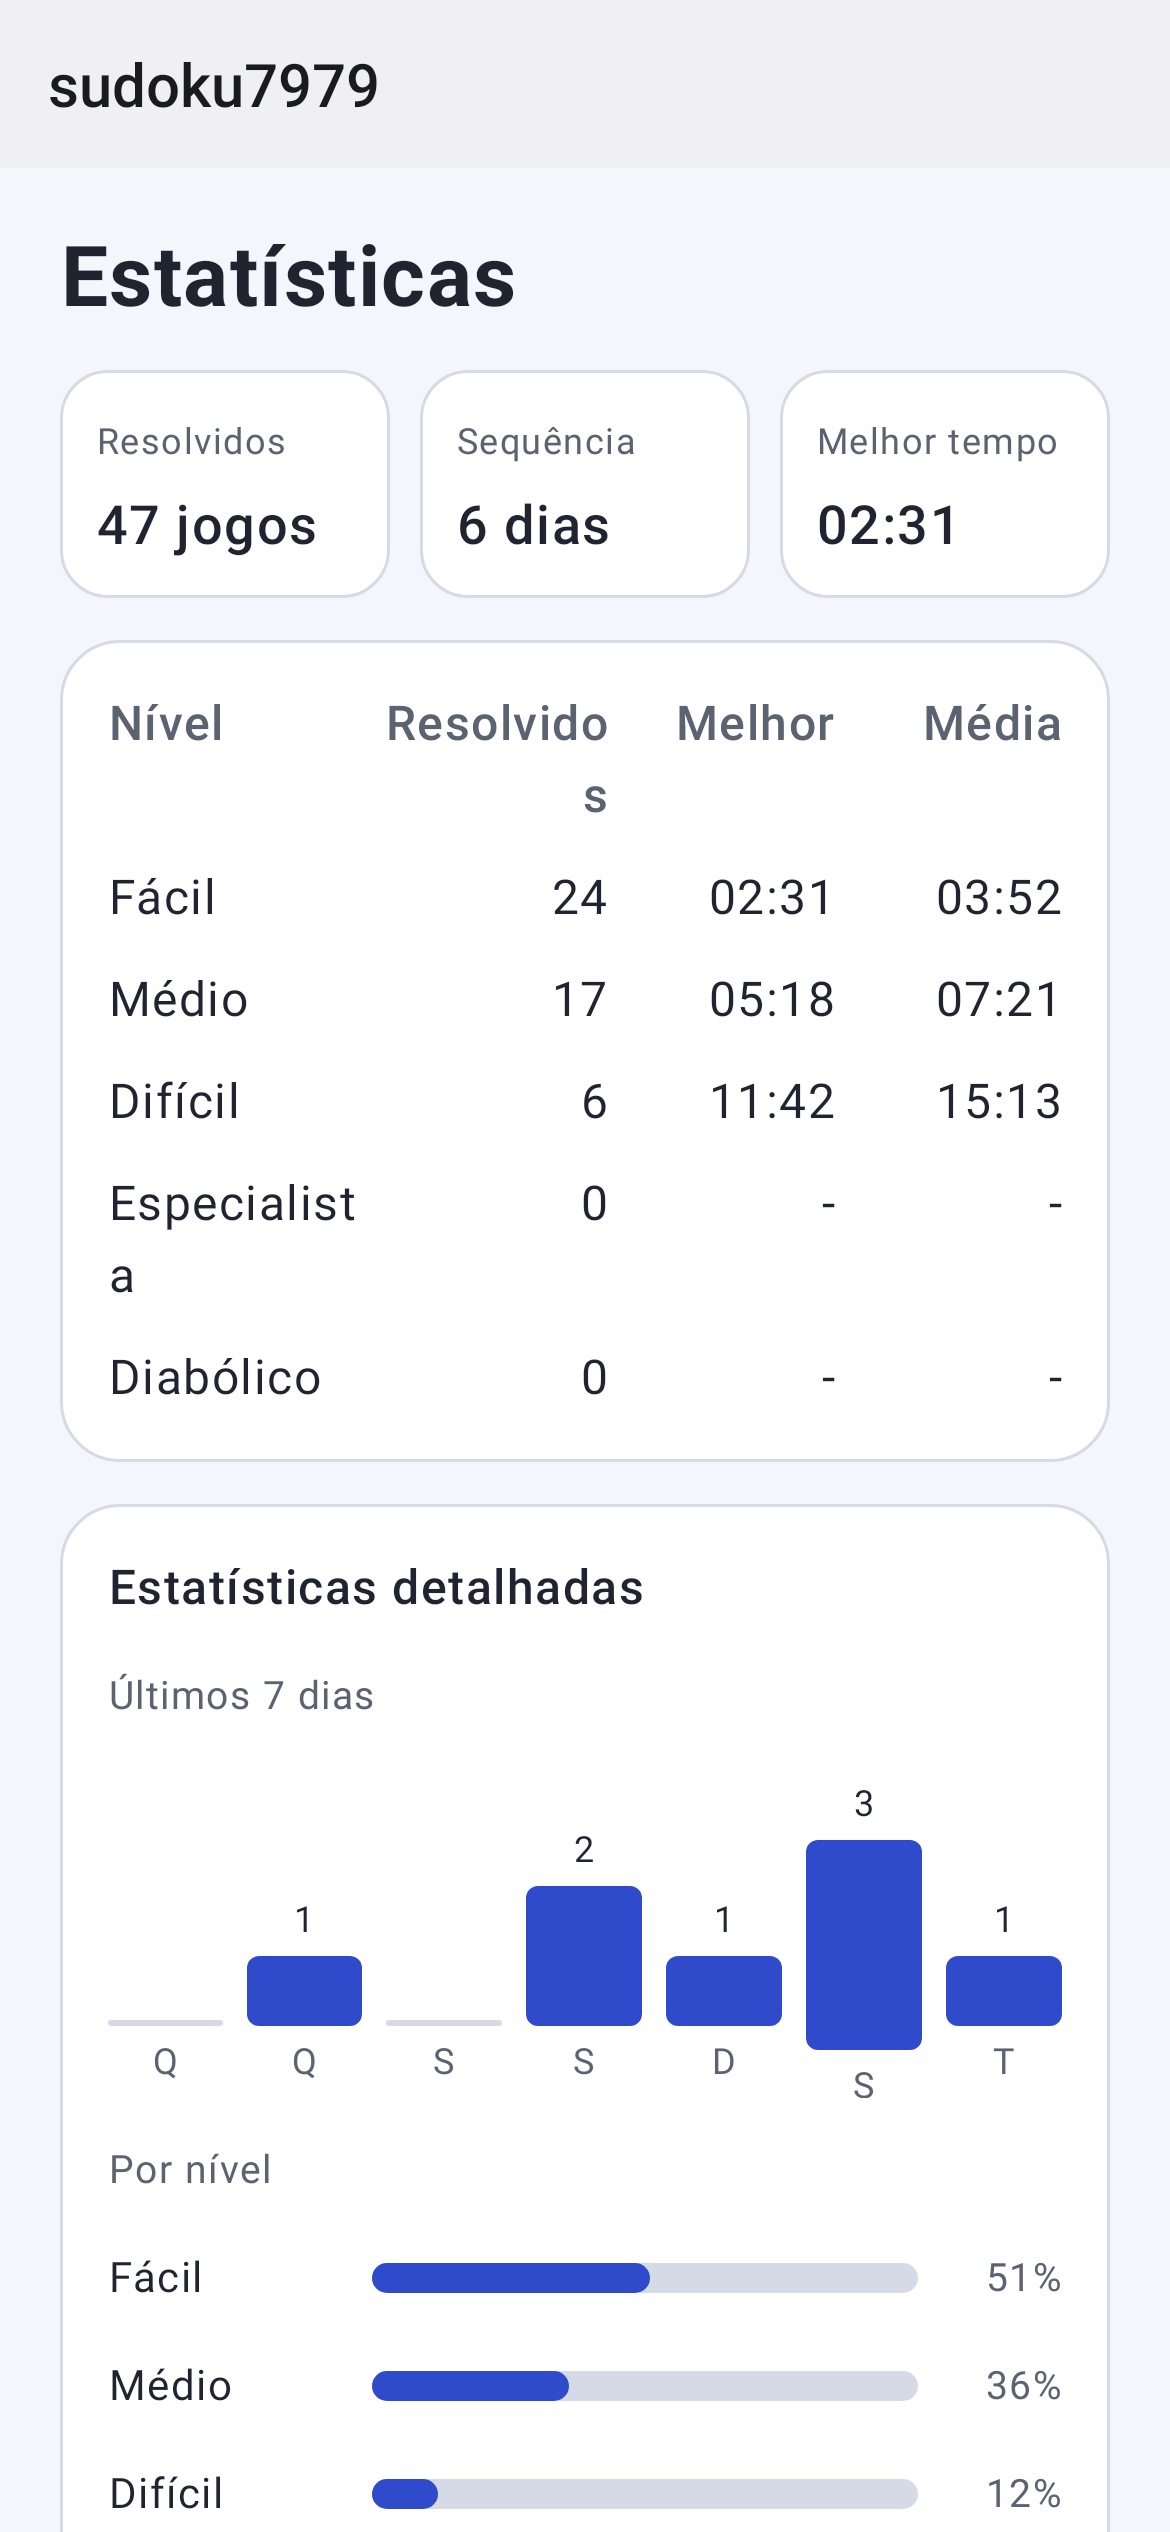 sudoku7979
Estatísticas
Resolvidos Sequência Melhor tempo
47 jogos 6 dias 02:31
Nível Resolvido Melhor Média
s
Fácil 24 02:31 03:52
Médio 17 05:18 07:21
Difícil 6 11:42 15:13
Especialist 0 - -
a
Diabólico 0 - -
Estatísticas detalhadas
Últimos 7 dias
3
2
1 1 1
Q Q S S D T
S
Por nível
Fácil 51%
Médio 36%
Difícil 12%